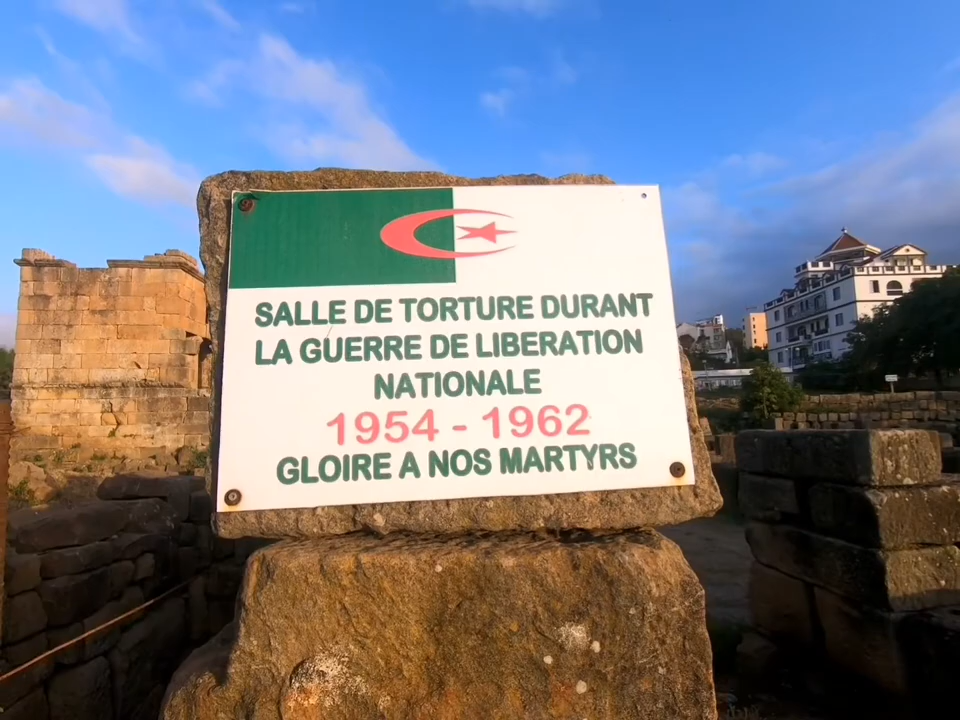 SALLE DE TORTURE DURANT
LA GUERRE DE LIBERATION
NATIONALE
1954 - 1962
GLOIRE A NOS MARTYRS